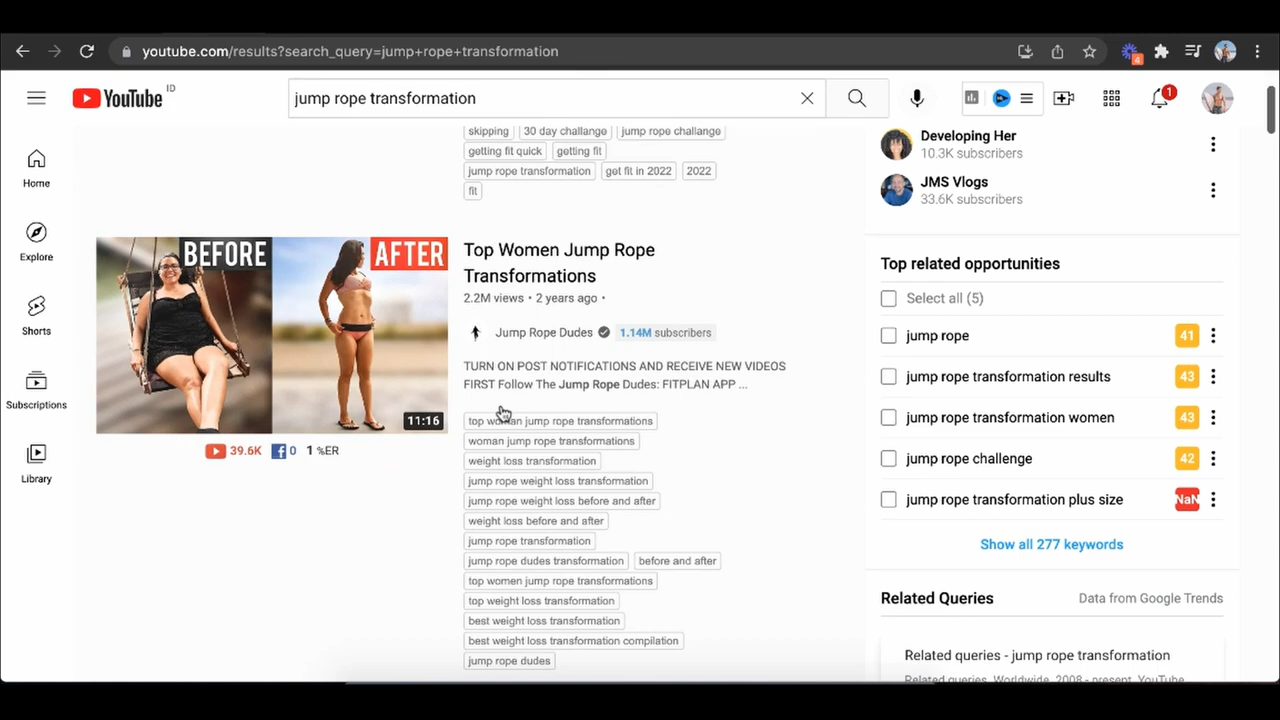 youtube.com/results?search_query=jump+rope+transformation
4
YouTube ID
jump rope transformation
1
Home
Explore
Shorts
Subscriptions
Library
skipping 30 day challange jump rope challange
getting fit quick getting fit
jump rope transformation get fit in 2022 2022
fit
BEFORE AFTER
11:16
39.6K 0 1 %ER
Top Women Jump Rope
Transformations
2.2M views • 2 years ago •
Jump Rope Dudes 1.14M subscribers
TURN ON POST NOTIFICATIONS AND RECEIVE NEW VIDEOS
FIRST Follow The Jump Rope Dudes: FITPLAN APP ...
top woman jump rope transformations
woman jump rope transformations
weight loss transformation
jump rope weight loss transformation
jump rope weight loss before and after
weight loss before and after
jump rope transformation
jump rope dudes transformation before and after
top women jump rope transformations
top weight loss transformation
best weight loss transformation
best weight loss transformation compilation
jump rope dudes
Developing Her
10.3K subscribers
JMS Vlogs
33.6K subscribers
Top related opportunities
Select all (5)
jump rope 41
jump rope transformation results 43
jump rope transformation women 43
jump rope challenge 42
jump rope transformation plus size NaN
Show all 277 keywords
Related Queries Data from Google Trends
Related queries - jump rope transformation
Related queries. Worldwide. 2008 - present. YouTube